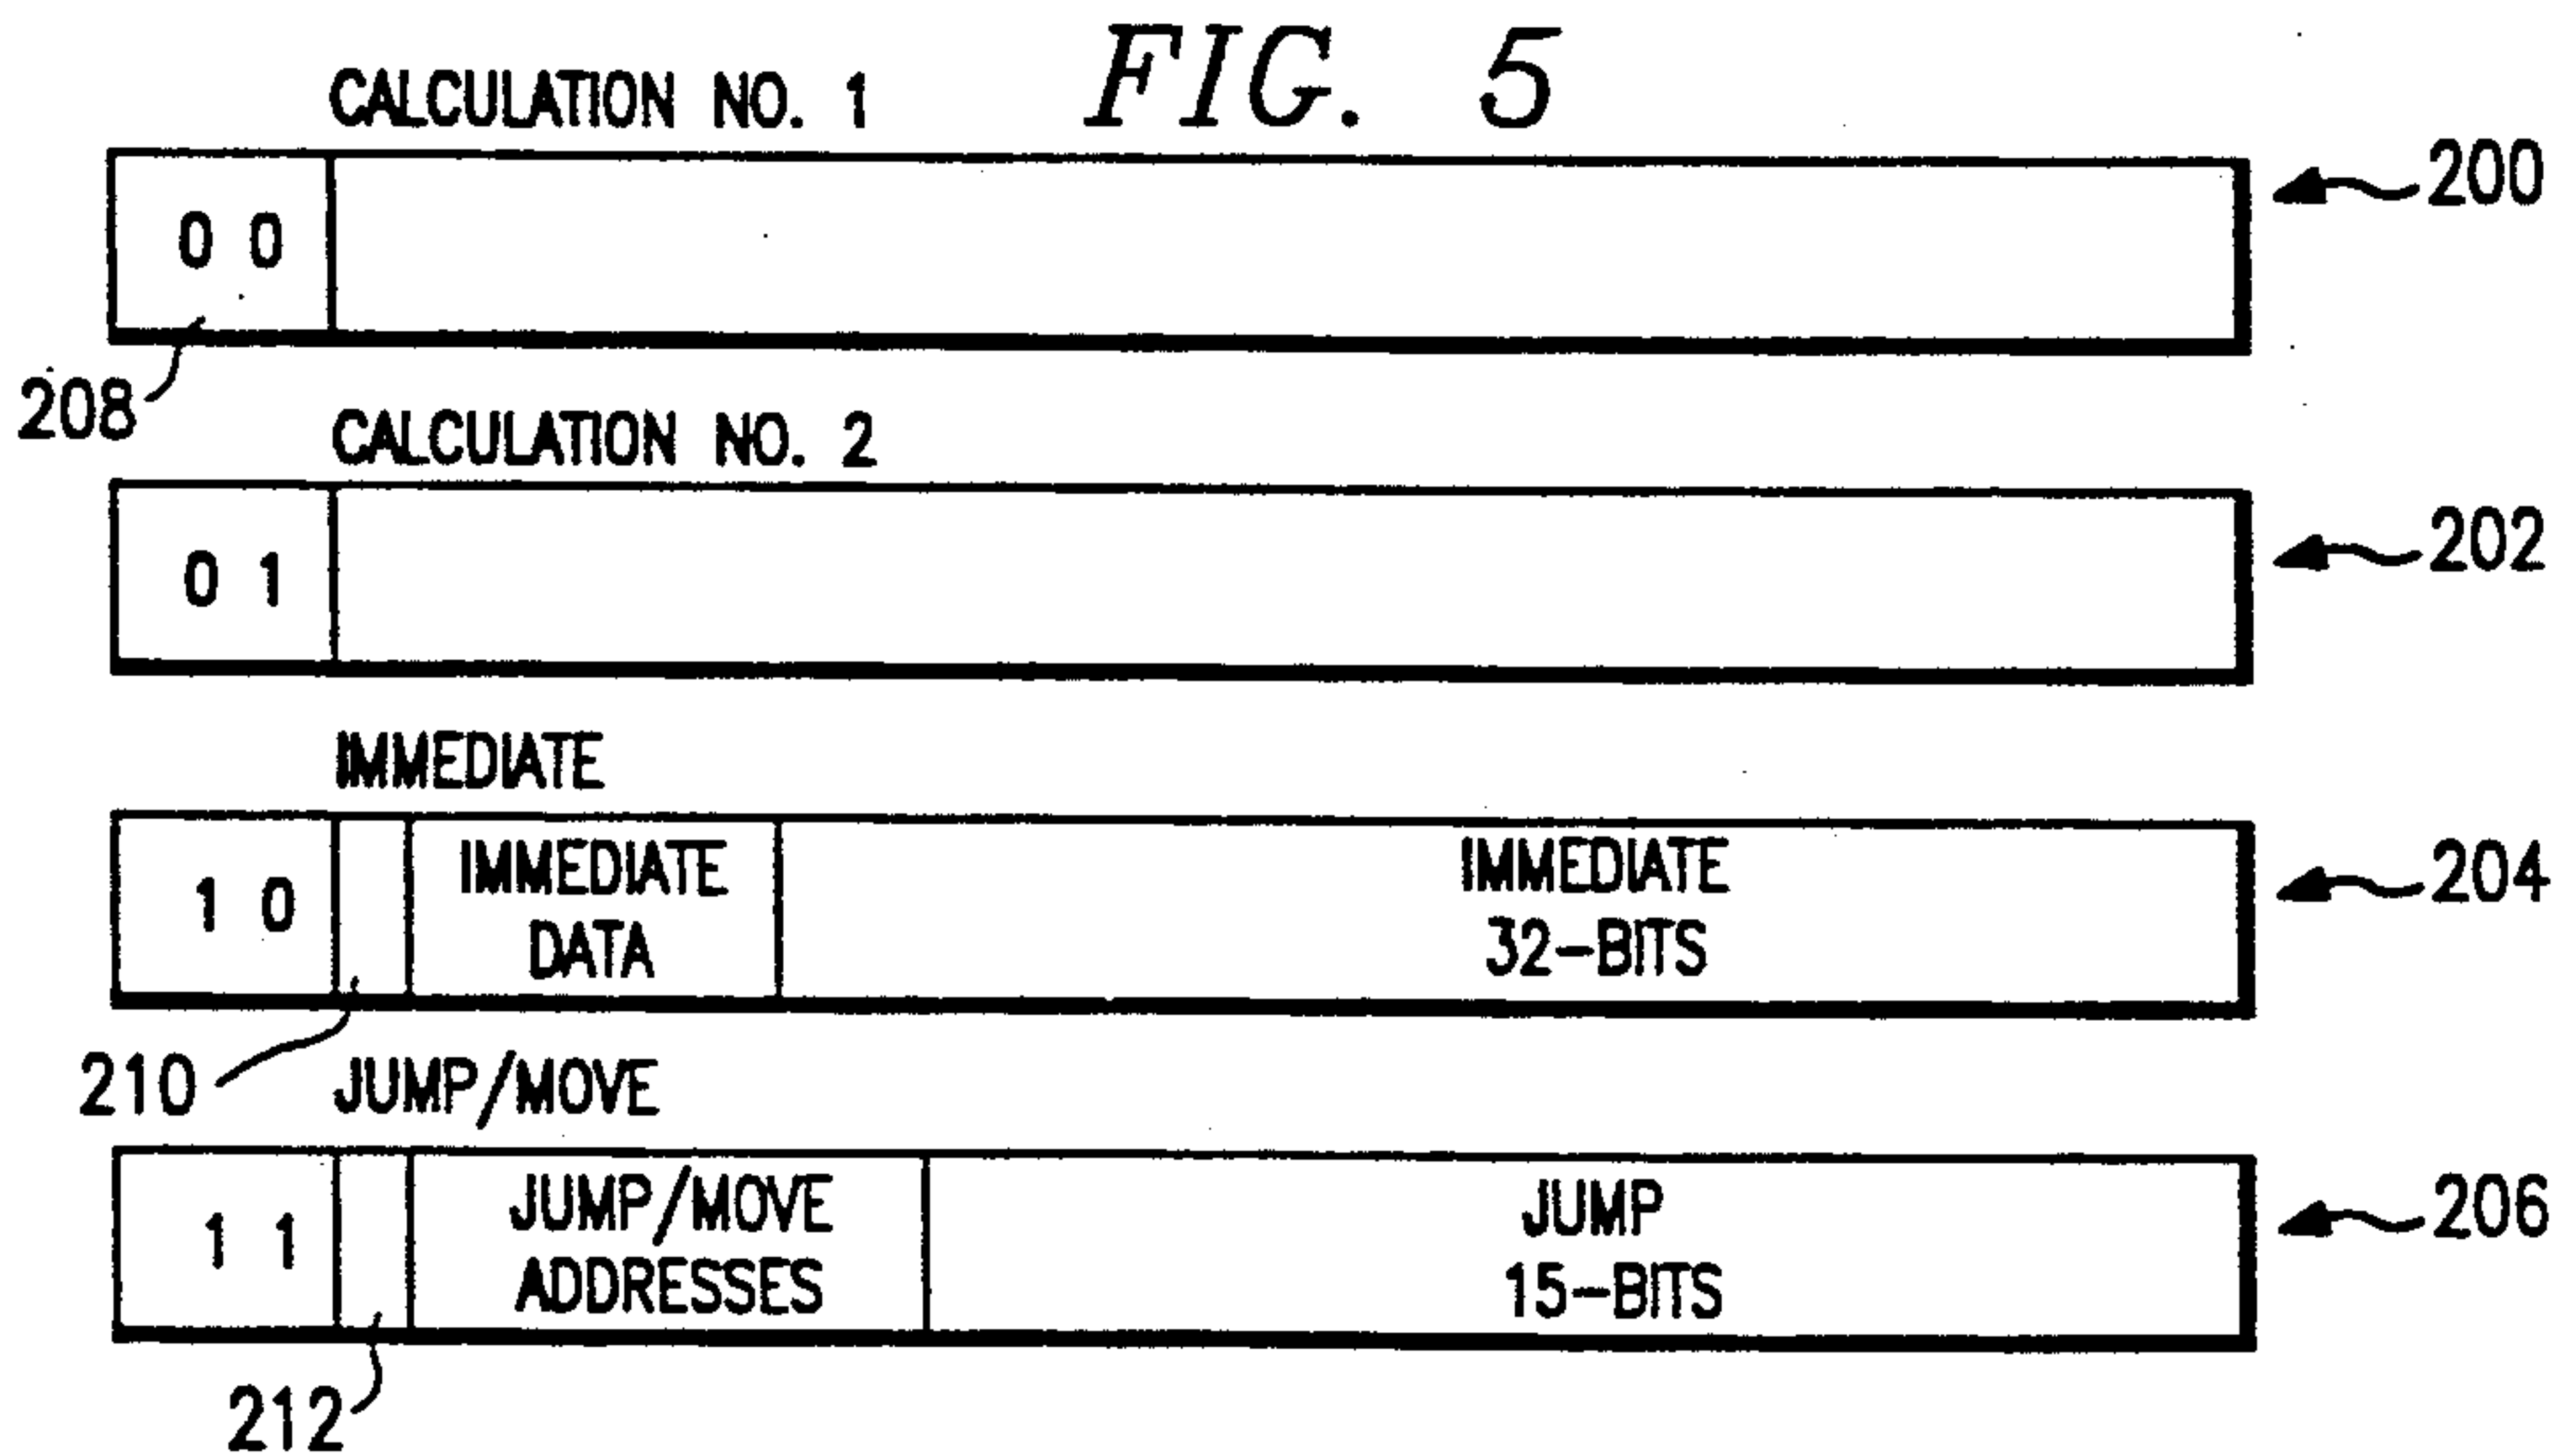 FIG. 5
CALCULATION NO. 1
200
0 0
208
CALCULATION NO. 2
202
0 1
IMMEDIATE
204
1 0
IMMEDIATE
DATA
IMMEDIATE
32-BITS
210
JUMP/MOVE
206
1 1
JUMP/MOVE
ADDRESSES
JUMP
15-BITS
212